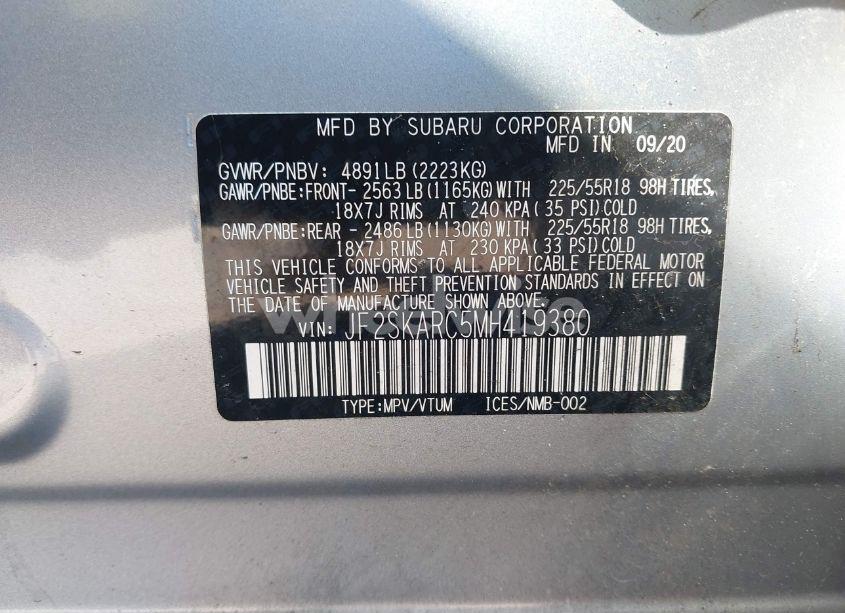 MFD BY SUBARU CORPORATION
MFD IN 09/20
GVWR/PNBV: 4891LB(2223KG)
GAWR/PNBE:FRONT- 2563LB(1165KG)WITH 225/55R18 98H TIRES,
18X7J RIMS AT 240 KPA( 35 PSI)COLD
GAWR/PNBE:REAR - 2486LB(1130KG)WITH 225/55R18 98H TIRES,
18X7J RIMS AT 230 KPA( 33 PSI)COLD
THIS VEHICLE CONFORMS TO ALL APPLICABLE FEDERAL MOTOR
VEHICLE SAFETY AND THEFT PREVENTION STANDARDS IN EFFECT ON
THE DATE OF MANUFACTURE SHOWN ABOVE.
VIN: JF2SKARC5MH419380
TYPE:MPV/VTUM ICES/NMB-002